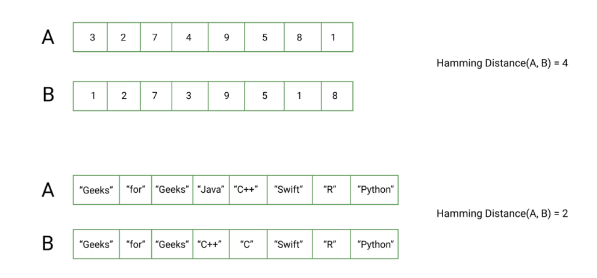 A 3 2 7 4 9 5 8 1
Hamming Distance(A, B) = 4
B 1 2 7 3 9 5 1 8
A "Geeks" "for" "Geeks" "Java" "C++" "Swift" "R" "Python"
Hamming Distance(A, B) = 2
B "Geeks" "for" "Geeks" "C++" "C" "Swift" "R" "Python"